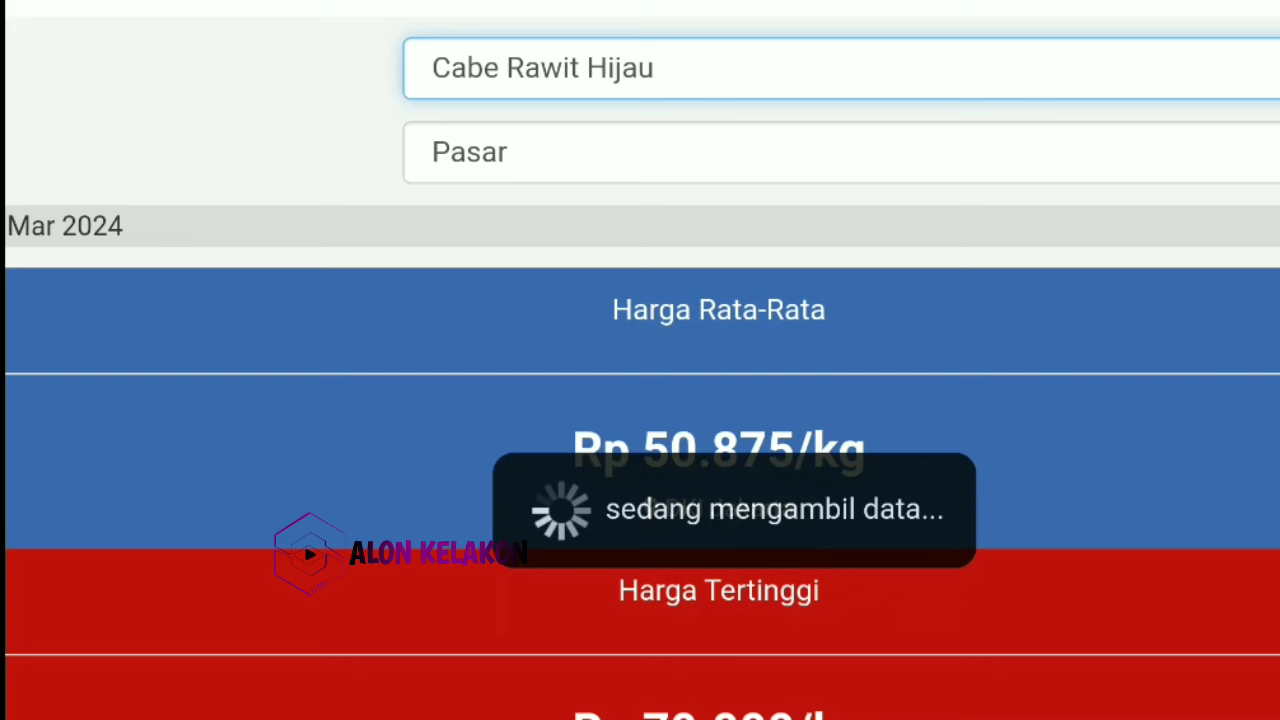 Cabe Rawit Hijau
Pasar
Mar 2024
Harga Rata-Rata
Rp 50.875/kg
sedang mengambil data...
ALON KELAKON
Harga Tertinggi